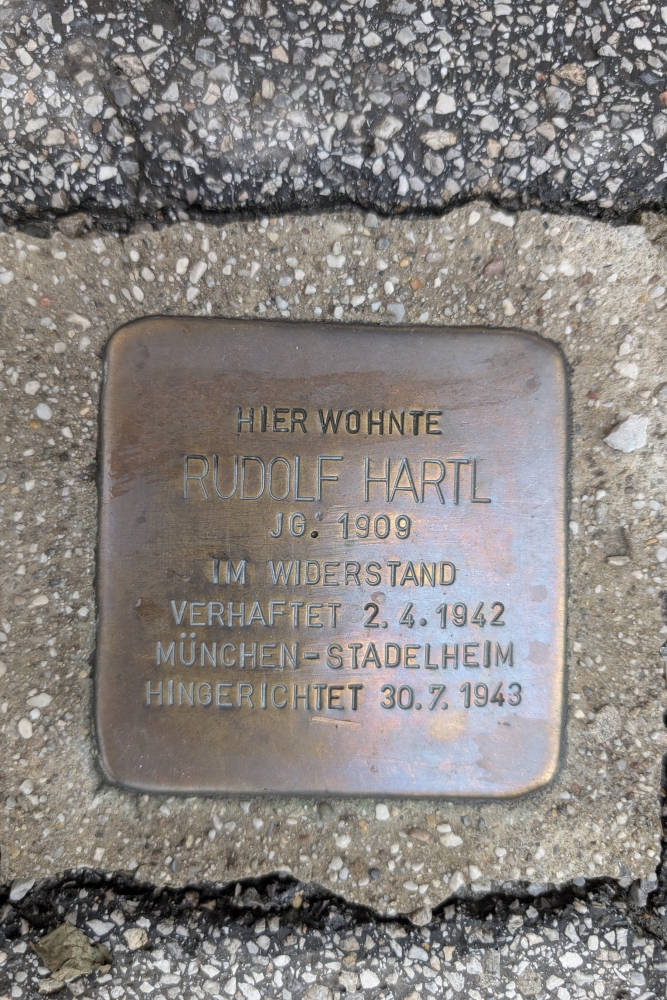 HIER WOHNTE
RUDOLF HARTL
JG. 1909
IM WIDERSTAND
VERHAFTET 2.4.1942
MÜNCHEN-STADELHEIM
HINGERICHTET 30.7.1943